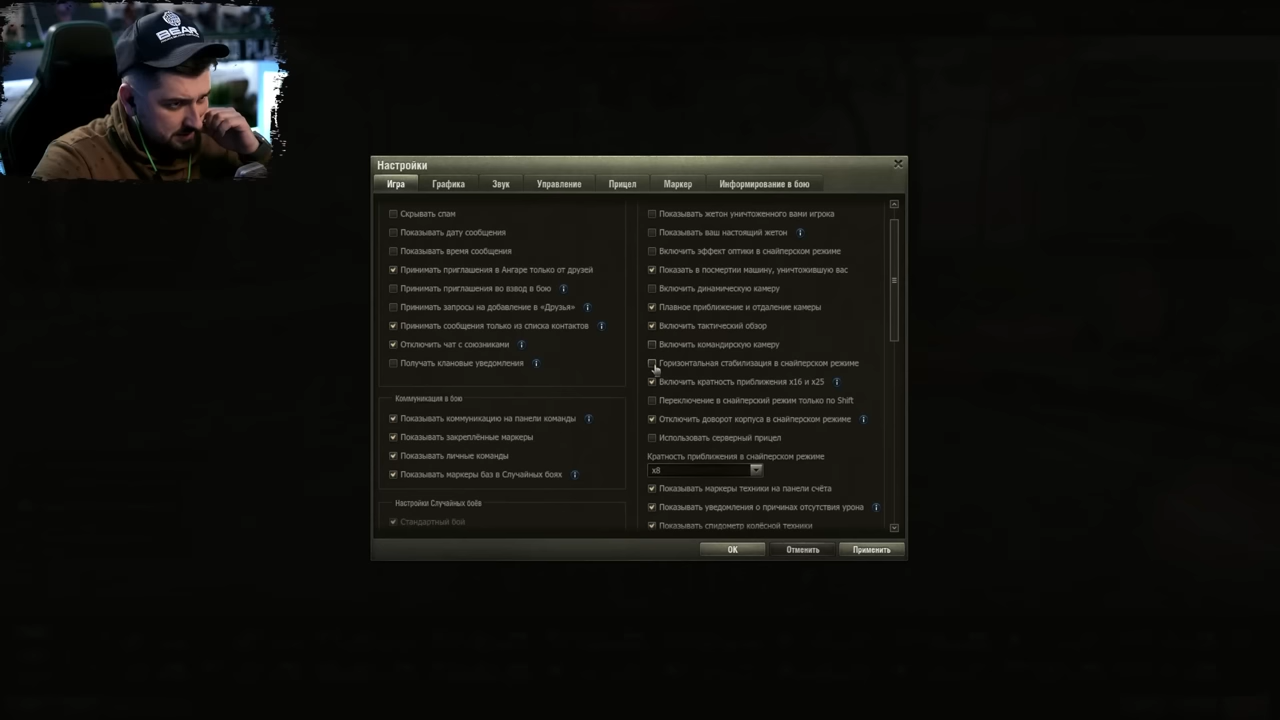 BEAR
Настройки
Игра
Графика
Звук
Управление
Прицел
Маркер
Информирование в бою
Скрывать спам
Показывать дату сообщения
Показывать время сообщения
Принимать приглашения в Ангаре только от друзей
Принимать приглашения во взвод в бою
Принимать запросы на добавление в «Друзья»
Принимать сообщения только из списка контактов
Отключить чат с союзниками
Получать клановые уведомления
Коммуникация в бою
Показывать коммуникацию на панели команды
Показывать закреплённые маркеры
Показывать личные команды
Показывать маркеры баз в Случайных боях
Настройки Случайных боёв
Стандартный бой
Показывать жетон уничтоженного вами игрока
Показывать ваш настоящий жетон
Включить эффект оптики в снайперском режиме
Показать в посмертии машину, уничтожившую вас
Включить динамическую камеру
Плавное приближение и отдаление камеры
Включить тактический обзор
Включить командирскую камеру
Горизонтальная стабилизация в снайперском режиме
Включить кратность приближения x16 и x25
Переключение в снайперский режим только по Shift
Отключить доворот корпуса в снайперском режиме
Использовать серверный прицел
Кратность приближения в снайперском режиме
x8
Показывать маркеры техники на панели счёта
Показывать уведомления о причинах отсутствия урона
Показывать спидометр колёсной техники
OK
Отменить
Применить